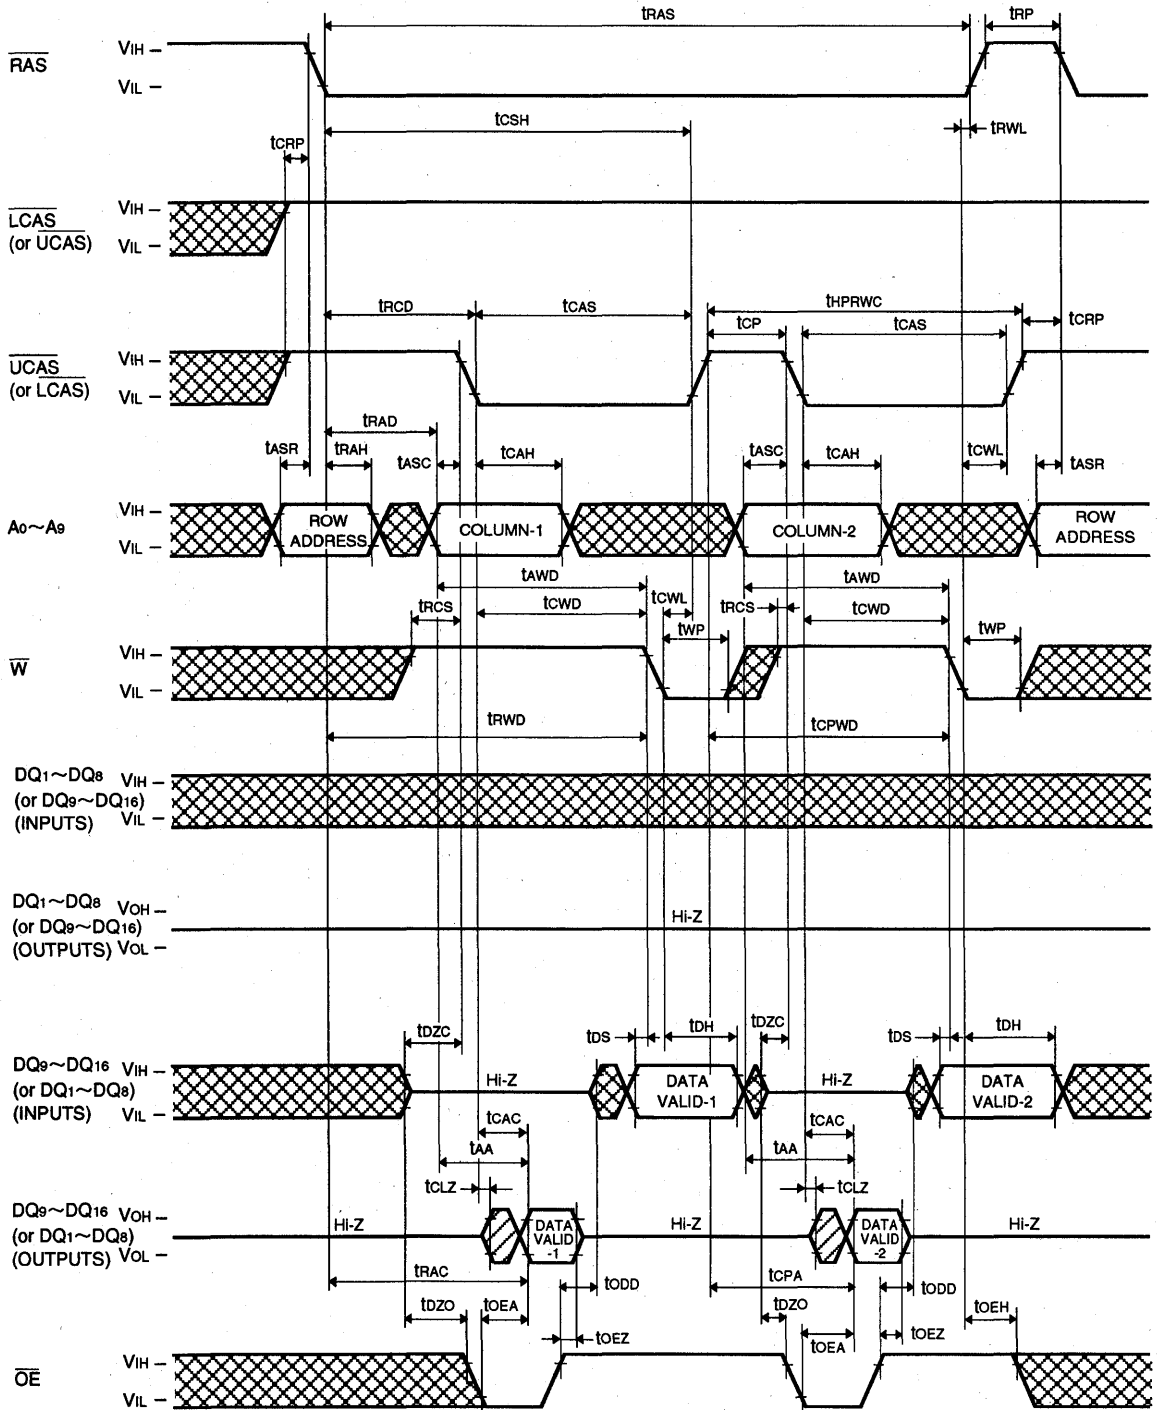 tRAS
tRP
RAS
VIH
VIL
tCSH
tRWL
tCRP
LCAS
(or UCAS)
VIH
VIL
tRCD
tCAS
tHPRWC
tCP
tCAS
tCRP
UCAS
(or LCAS)
VIH
VIL
tRAD
tASR
tRAH
tASC
tCAH
tASC
tCAH
tCWL
tASR
A0~A9
VIH
VIL
ROW
ADDRESS
COLUMN-1
COLUMN-2
ROW
ADDRESS
tAWD
tAWD
tRCS
tCWD
tCWL
tRCS
tCWD
tWP
tWP
W
VIH
VIL
tRWD
tCPWD
DQ1~DQ8
(or DQ9~DQ16)
(INPUTS)
VIH
VIL
DQ1~DQ8
(or DQ9~DQ16)
(OUTPUTS)
VOH
VOL
Hi-Z
tDZC
tDS
tDH
tDZC
tDS
tDH
DQ9~DQ16
(or DQ1~DQ8)
(INPUTS)
VIH
VIL
Hi-Z
DATA
VALID-1
Hi-Z
DATA
VALID-2
tCAC
tCAC
tAA
tAA
tCLZ
tCLZ
DQ9~DQ16
(or DQ1~DQ8)
(OUTPUTS)
VOH
VOL
Hi-Z
DATA
VALID
-1
Hi-Z
DATA
VALID
-2
Hi-Z
tRAC
tODD
tCPA
tODD
tDZO
tOEA
tOEZ
tDZO
tOEA
tOEZ
tOEH
OE
VIH
VIL